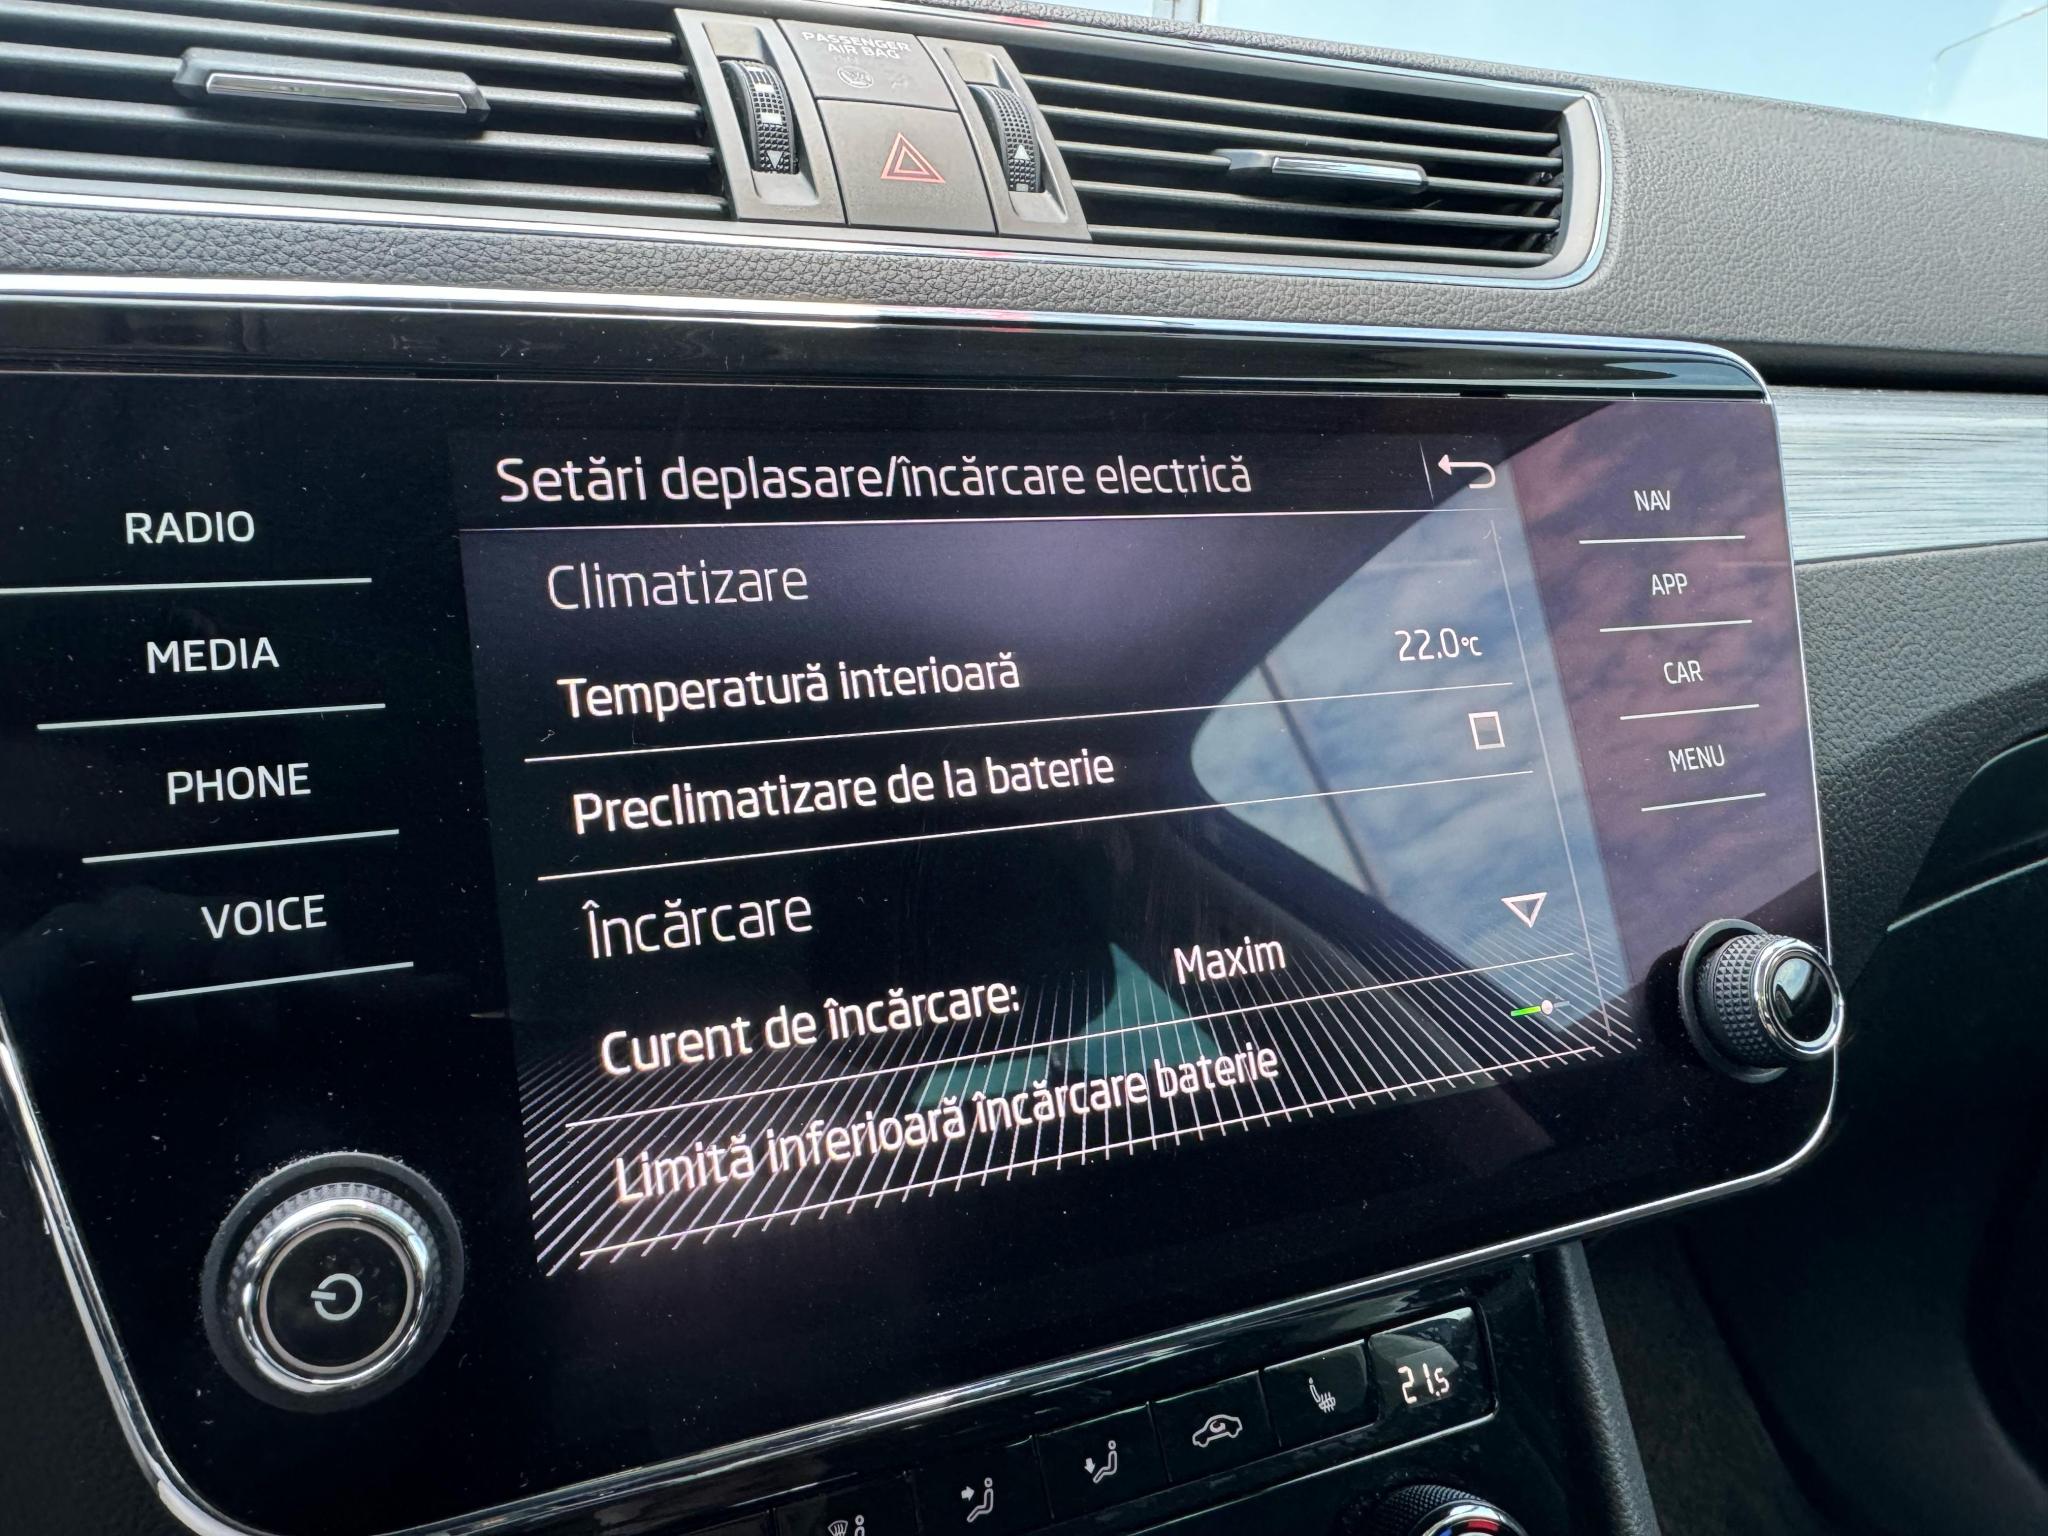 PASSENGER
AIR BAG
Setări deplasare/încărcare electrică
RADIO
MEDIA
PHONE
VOICE
Climatizare
Temperatură interioară 22.0°C
Preclimatizare de la baterie
Încărcare
Curent de încărcare: Maxim
Limită inferioară încărcare baterie
NAV
APP
CAR
MENU
21.5